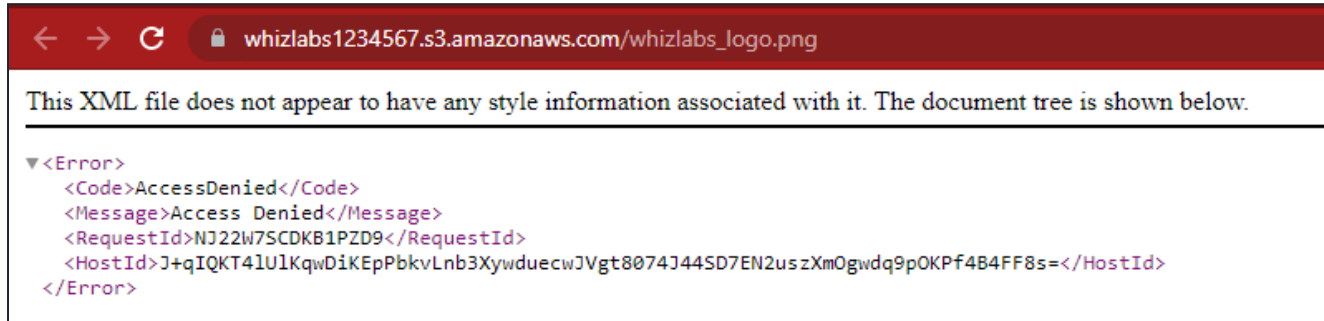 whizlabs1234567.s3.amazonaws.com/whizlabs_logo.png
This XML file does not appear to have any style information associated with it. The document tree is shown below.
▼<Error>
<Code>AccessDenied</Code>
<Message>Access Denied</Message>
<RequestId>NJ22W7SCDKB1PZD9</RequestId>
<HostId>J+qIQKT4lUlKqwDiKEpPbkvLnb3XywduecwJVgt8074J44SD7EN2uszXmOgwdq9pOKPf4B4FF8s=</HostId>
</Error>